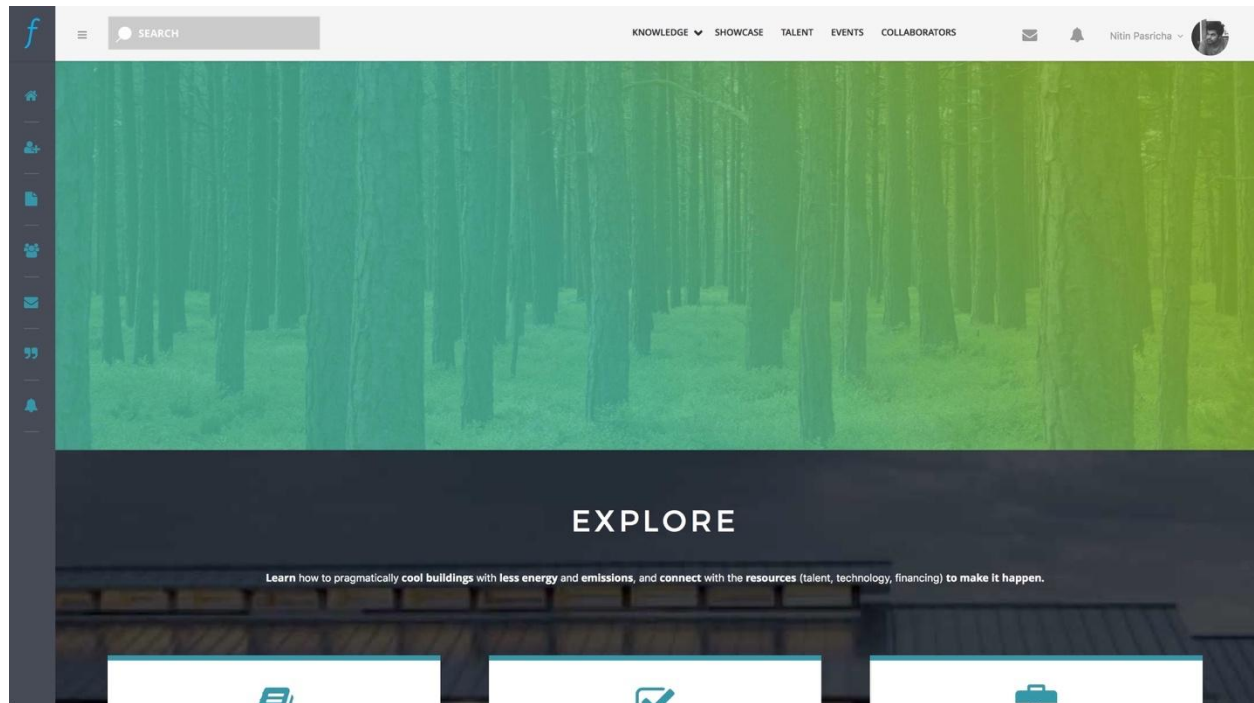 f
SEARCH
KNOWLEDGE SHOWCASE TALENT EVENTS COLLABORATORS
Nitin Pasricha
EXPLORE
Learn how to pragmatically cool buildings with less energy and emissions, and connect with the resources (talent, technology, financing) to make it happen.